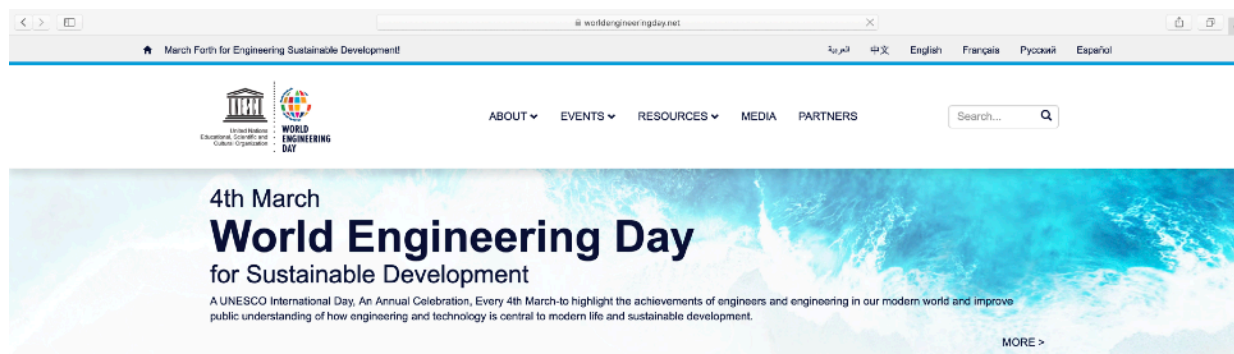 worldengineeringday.net
March Forth for Engineering Sustainable Development!
العربية 中文 English Français Русский Español
United Nations
Educational, Scientific and
Cultural Organization
WORLD
ENGINEERING
DAY
ABOUT EVENTS RESOURCES MEDIA PARTNERS
Search...
4th March
World Engineering Day
for Sustainable Development
A UNESCO International Day, An Annual Celebration, Every 4th March-to highlight the achievements of engineers and engineering in our modern world and improve
public understanding of how engineering and technology is central to modern life and sustainable development.
MORE >